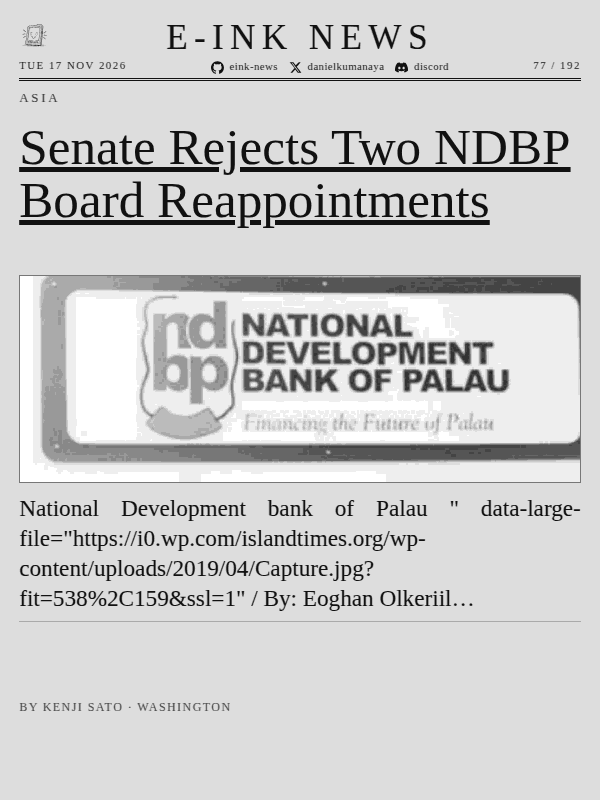 E-INK NEWS
TUE 17 NOV 2026
eink-news danielkumanaya discord
77 / 192
ASIA
Senate Rejects Two NDBP
Board Reappointments
nd
bp
NATIONAL
DEVELOPMENT
BANK OF PALAU
Financing the Future of Palau
National Development bank of Palau " data-large-
file="https://i0.wp.com/islandtimes.org/wp-
content/uploads/2019/04/Capture.jpg?
fit=538%2C159&ssl=1" / By: Eoghan Olkeriil…
BY KENJI SATO · WASHINGTON